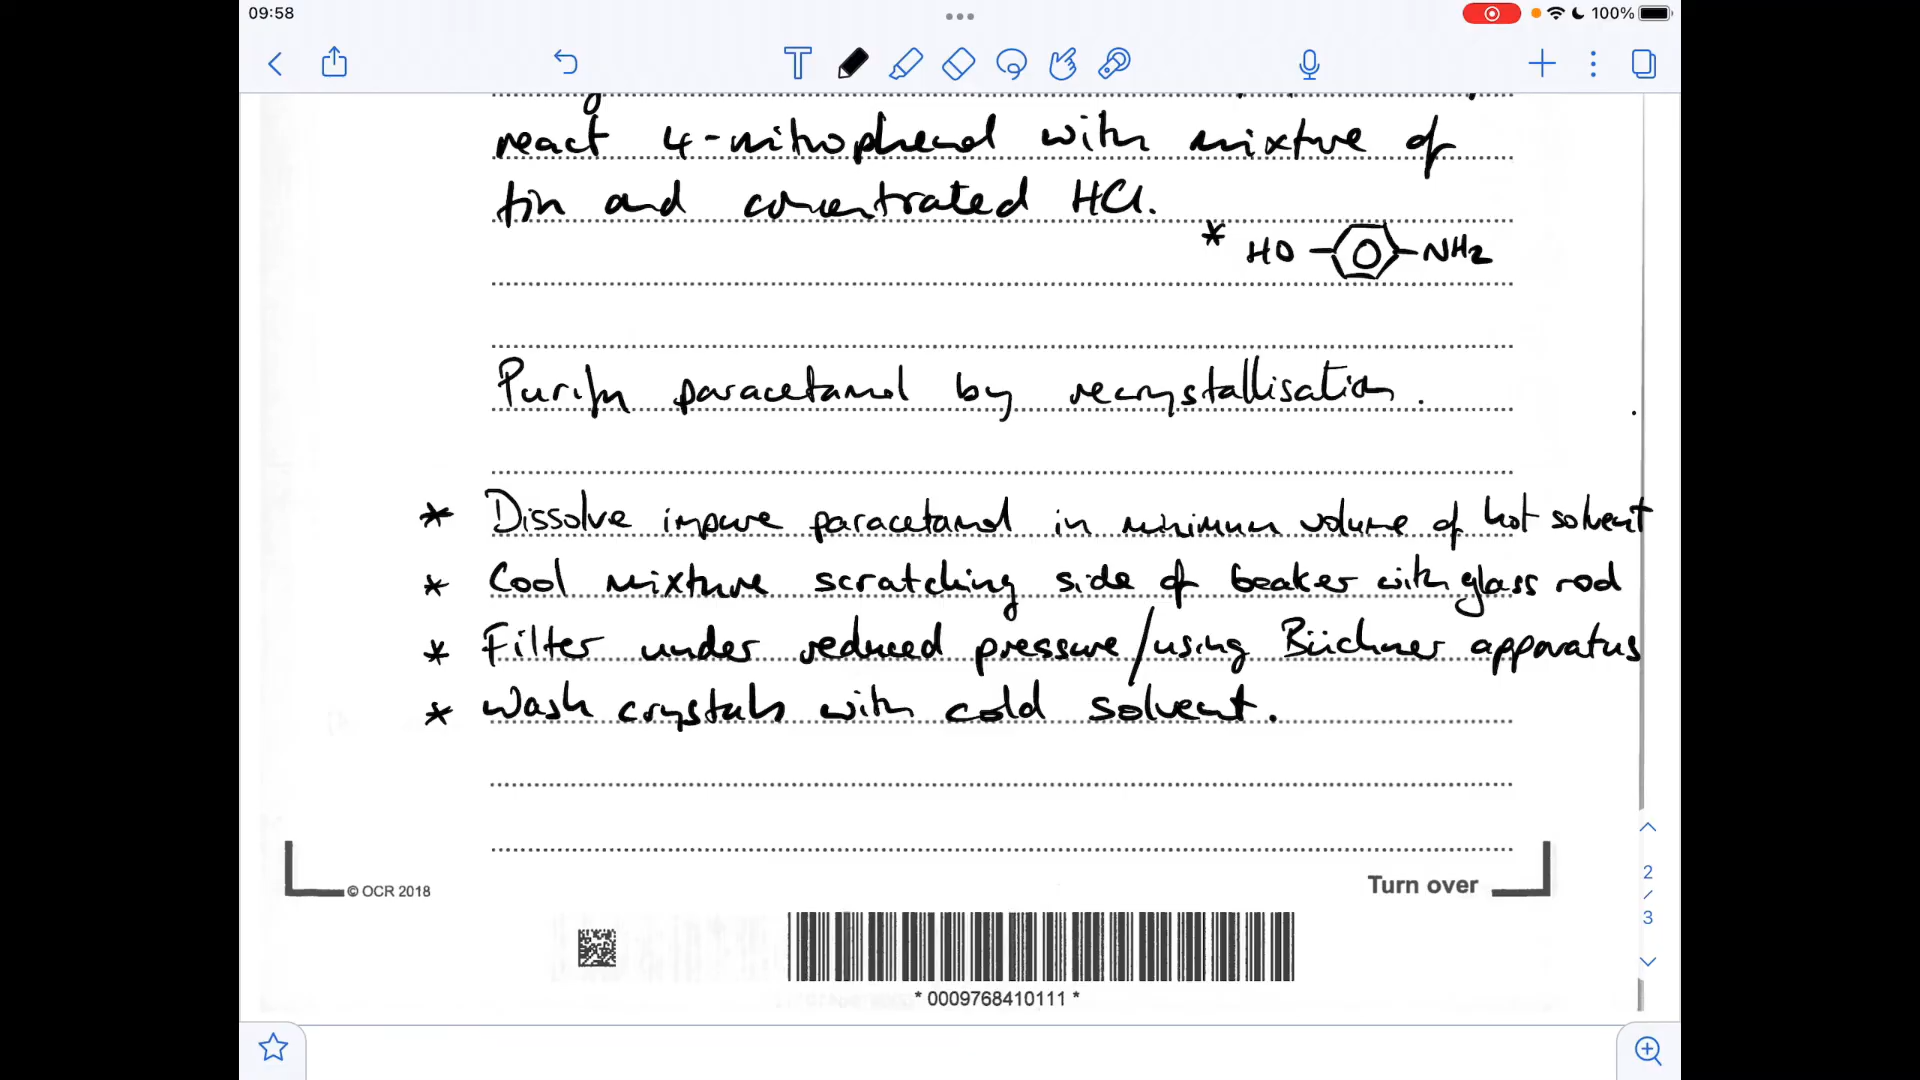 09:58
100%
react 4-nitrophenol with mixture of
tin and concentrated HCl.
* HO NH2
Purify paracetamol by recrystallisation.
* Dissolve impure paracetamol in minimum volume of hot solvent
* Cool mixture scratching side of beaker with glass rod
* Filter under reduced pressure/using Büchner apparatus
* Wash crystals with cold solvent.
© OCR 2018
Turn over
* 0009768410111 *
2
/
3